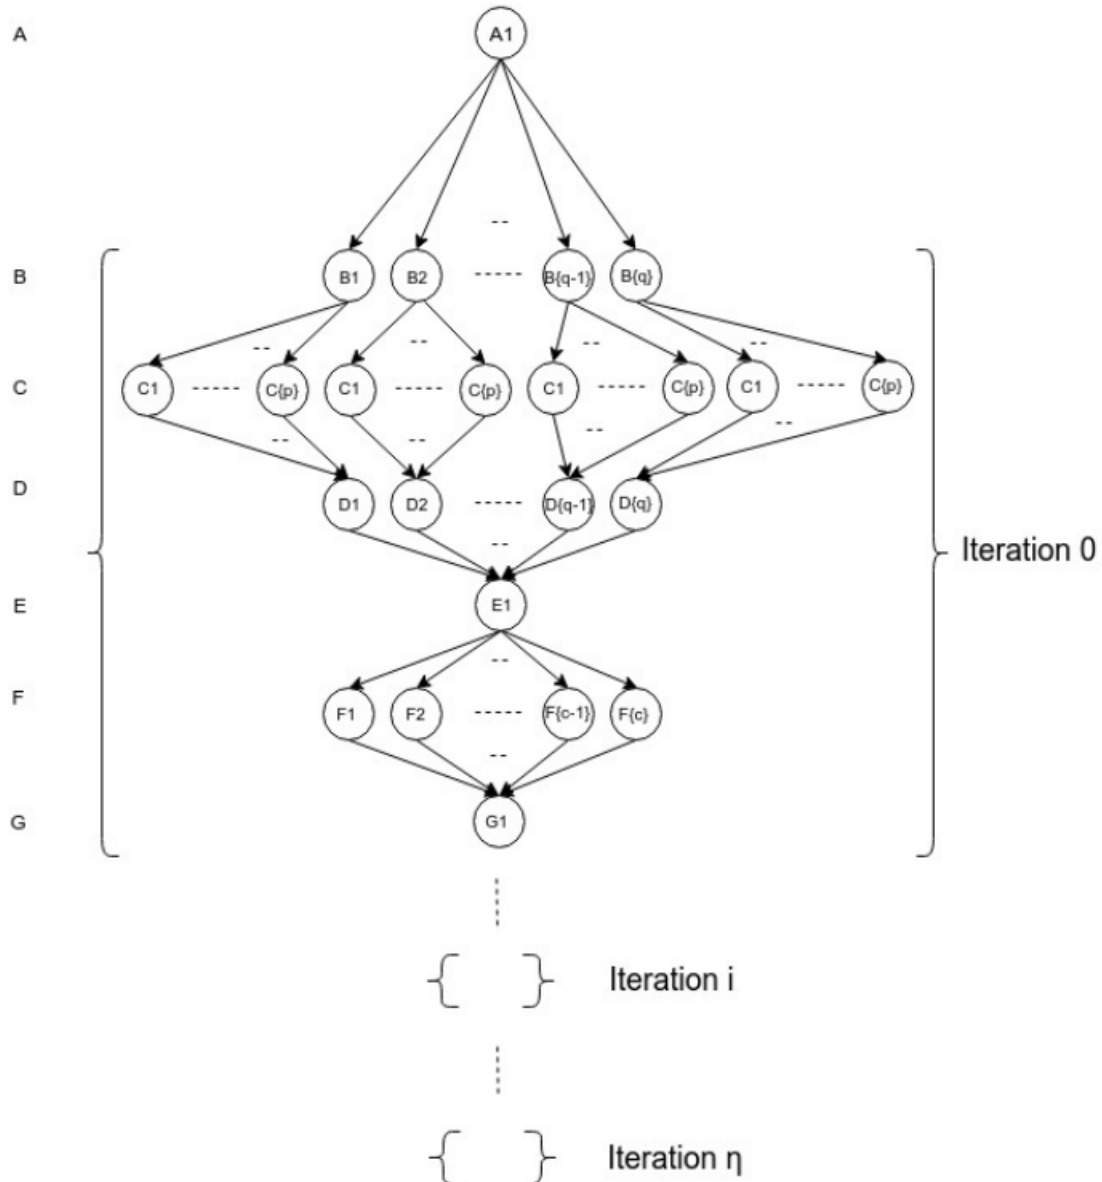 A A1
B B1 B2 B{q-1} B{q}
C C1 C{p} C1 C{p} C1 C{p} C1 C{p}
D D1 D2 D{q-1} D{q}
Iteration 0
E E1
F F1 F2 F{c-1} F{c}
G G1
Iteration i
Iteration η